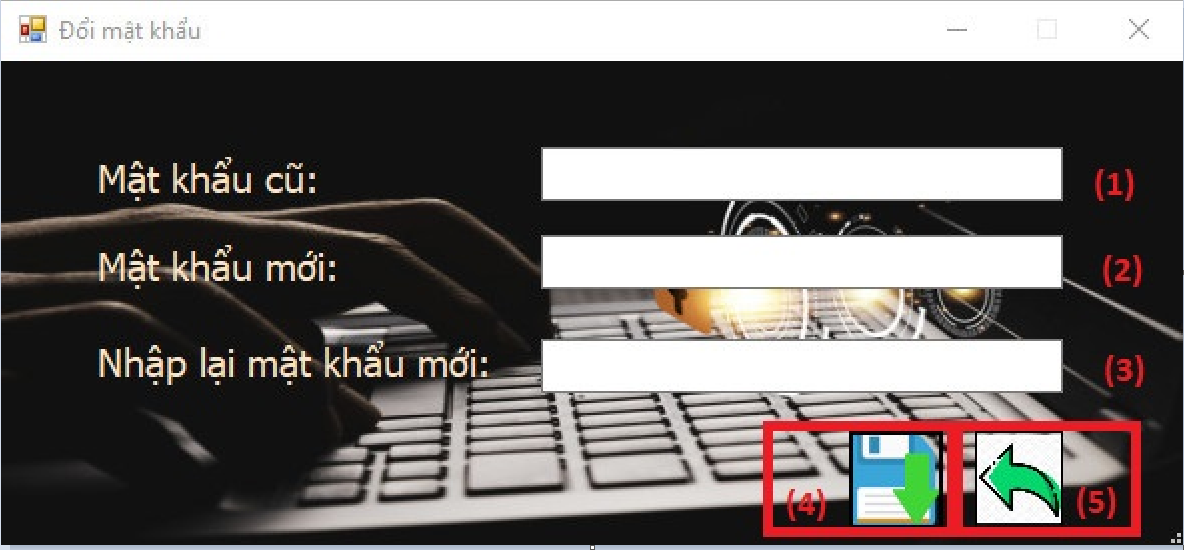 Đổi mật khẩu
Mật khẩu cũ: (1)
Mật khẩu mới: (2)
Nhập lại mật khẩu mới: (3)
(4) (5)